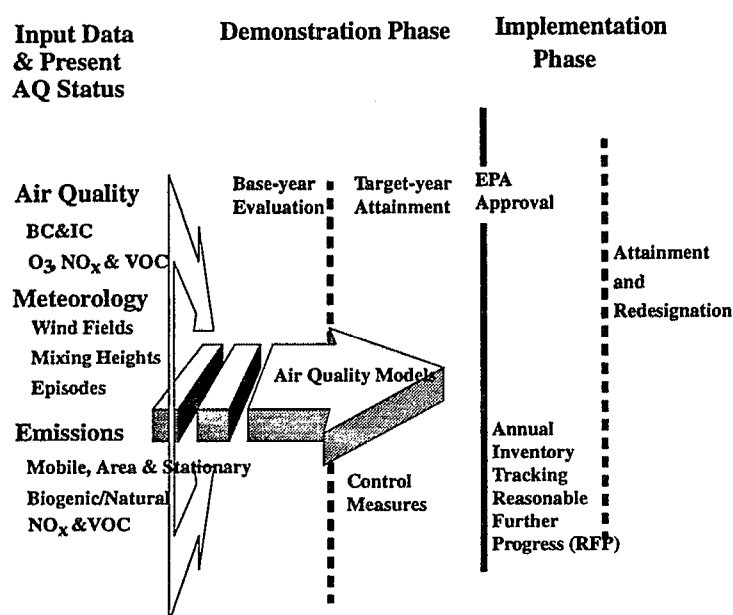 Input Data
& Present
AQ Status
Demonstration Phase
Implementation
Phase
Air Quality
BC&IC
O3, NOx & VOC
Meteorology
Wind Fields
Mixing Heights
Episodes
Emissions
Mobile, Area & Stationary
Biogenic/Natural
NOx & VOC
Base-year
Evaluation
Target-year
Attainment
EPA
Approval
Attainment
and
Redesignation
Air Quality Models
Control
Measures
Annual
Inventory
Tracking
Reasonable
Further
Progress (RFP)